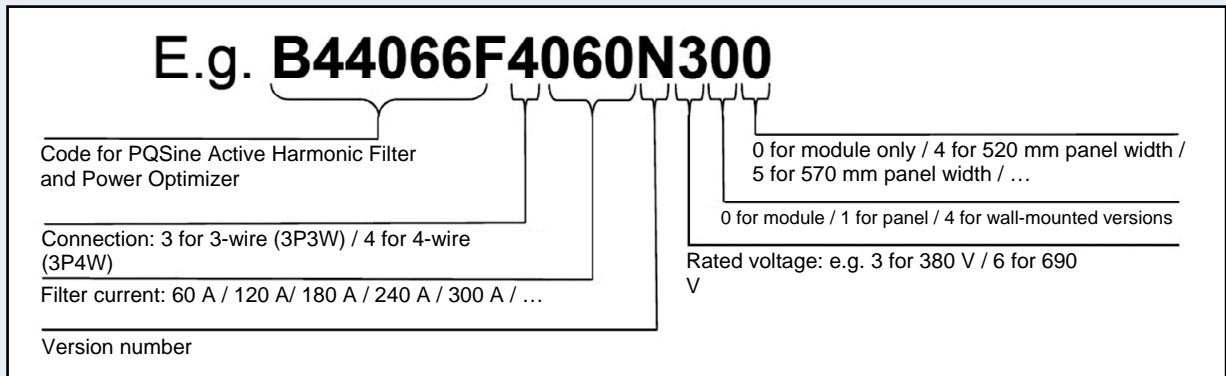 E.g. B44066F4060N300
Code for PQSine Active Harmonic Filter
and Power Optimizer
0 for module only / 4 for 520 mm panel width /
5 for 570 mm panel width / …
0 for module / 1 for panel / 4 for wall-mounted versions
Connection: 3 for 3-wire (3P3W) / 4 for 4-wire
(3P4W)
Rated voltage: e.g. 3 for 380 V / 6 for 690
V
Filter current: 60 A / 120 A/ 180 A / 240 A / 300 A / …
Version number